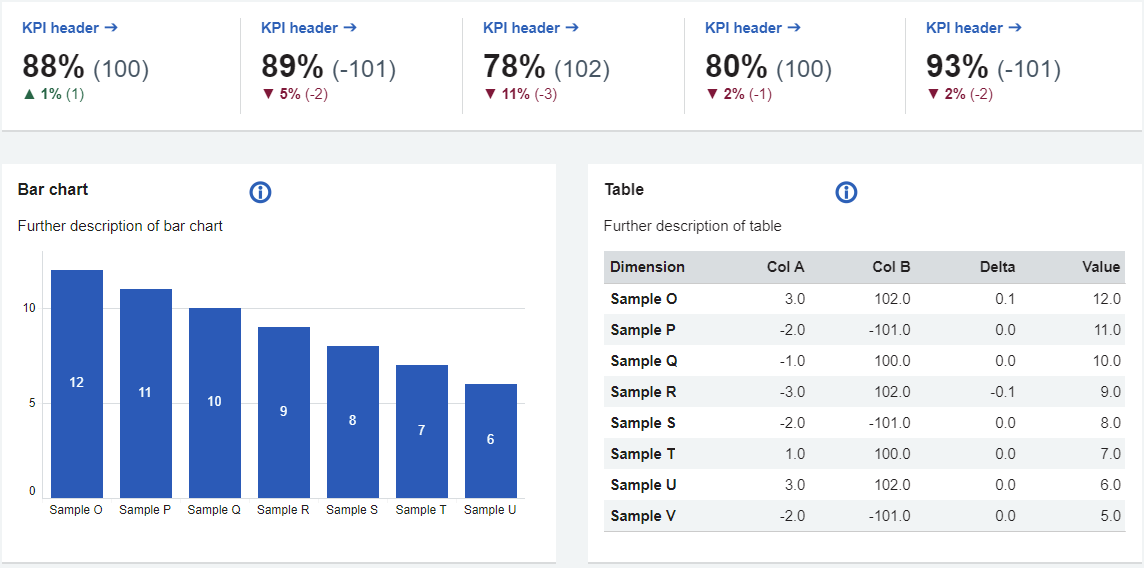 KPI header → KPI header → KPI header → KPI header → KPI header →
88% (100) 89% (-101) 78% (102) 80% (100) 93% (-101)
▲ 1% (1) ▼ 5% (-2) ▼ 11% (-3) ▼ 2% (-1) ▼ 2% (-2)
Bar chart
Further description of bar chart
10
5
0
12 11 10 9 8 7 6
Sample O Sample P Sample Q Sample R Sample S Sample T Sample U
Table
Further description of table
Dimension Col A Col B Delta Value
Sample O 3.0 102.0 0.1 12.0
Sample P -2.0 -101.0 0.0 11.0
Sample Q -1.0 100.0 0.0 10.0
Sample R -3.0 102.0 -0.1 9.0
Sample S -2.0 -101.0 0.0 8.0
Sample T 1.0 100.0 0.0 7.0
Sample U 3.0 102.0 0.0 6.0
Sample V -2.0 -101.0 0.0 5.0